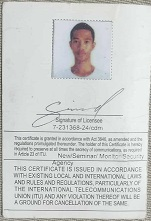 Signature of Licensee
T-231368-24/cdm
This certificate is granted in accordance with Act 3846, as amended and the
regulations promulgated thereunder. The holder of this Certificate is hereby
required to preserve at all times the secrecy of communications, as required
in Article 23 of ITU
New/Seminar/ Monitor/Security
Agency
THIS CERTIFICATE IS ISSUED IN ACCORDANCE
WITH EXISTING LOCAL AND INTERNATIONAL LAWS
AND RULES AND REGULATIONS, PARTICULARLY OF
THE INTERNATIONAL TELECOMMUNICATIONS
UNION (ITU) AND ANY VIOLATION THEREOF WILL BE
A GROUND FOR CANCELLATION OF THE SAME.